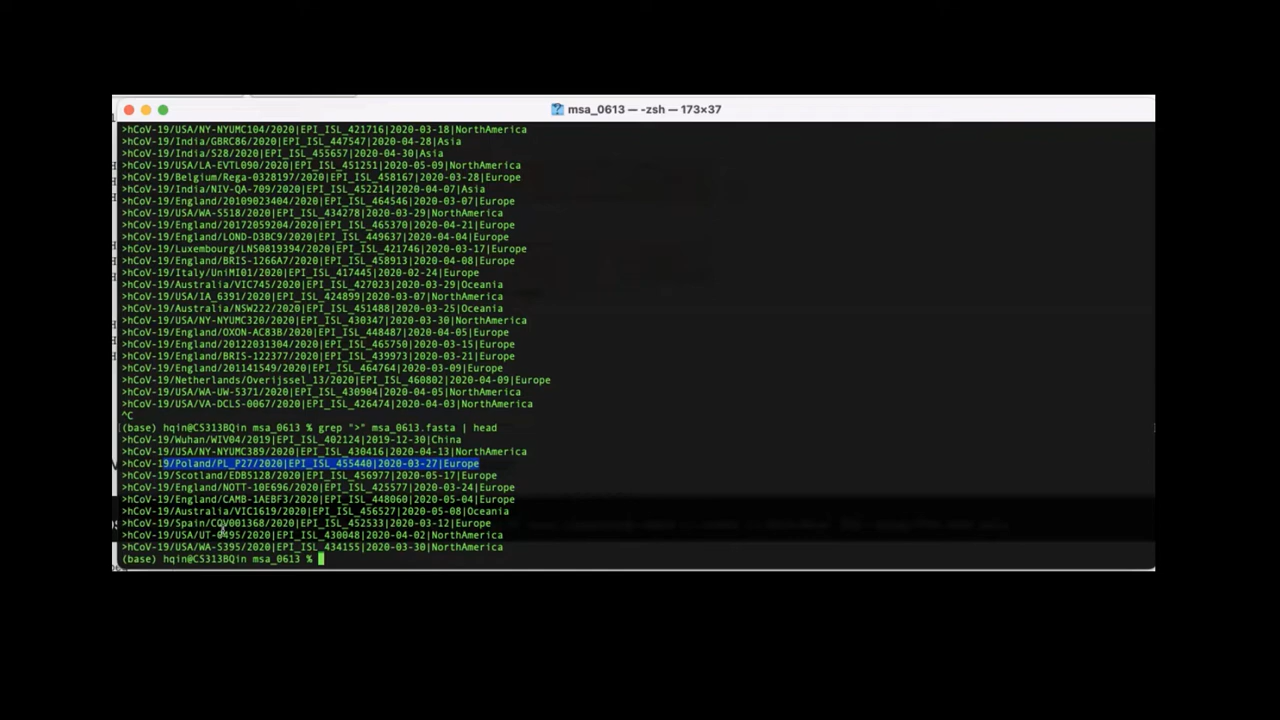 msa_0613 — -zsh — 173×37
>hCoV-19/USA/NY-NYUMC104/2020|EPI_ISL_421716|2020-03-18|NorthAmerica
>hCoV-19/India/GBRC86/2020|EPI_ISL_447547|2020-04-28|Asia
>hCoV-19/India/S28/2020|EPI_ISL_455657|2020-04-30|Asia
>hCoV-19/USA/LA-EVTL090/2020|EPI_ISL_451251|2020-05-09|NorthAmerica
>hCoV-19/Belgium/Rega-0328197/2020|EPI_ISL_458167|2020-03-28|Europe
>hCoV-19/India/NIV-QA-709/2020|EPI_ISL_452214|2020-04-07|Asia
>hCoV-19/England/20109023404/2020|EPI_ISL_464546|2020-03-07|Europe
>hCoV-19/USA/WA-S518/2020|EPI_ISL_434278|2020-03-29|NorthAmerica
>hCoV-19/England/20172059204/2020|EPI_ISL_465370|2020-04-21|Europe
>hCoV-19/England/LOND-D3BC9/2020|EPI_ISL_449637|2020-04-04|Europe
>hCoV-19/Luxembourg/LNS0819394/2020|EPI_ISL_421746|2020-03-17|Europe
>hCoV-19/England/BRIS-1266A7/2020|EPI_ISL_458913|2020-04-08|Europe
>hCoV-19/Italy/UniMI01/2020|EPI_ISL_417445|2020-02-24|Europe
>hCoV-19/Australia/VIC745/2020|EPI_ISL_427023|2020-03-29|Oceania
>hCoV-19/USA/IA_6391/2020|EPI_ISL_424899|2020-03-07|NorthAmerica
>hCoV-19/Australia/NSW222/2020|EPI_ISL_451488|2020-03-25|Oceania
>hCoV-19/USA/NY-NYUMC320/2020|EPI_ISL_430347|2020-03-30|NorthAmerica
>hCoV-19/England/OXON-AC83B/2020|EPI_ISL_448487|2020-04-05|Europe
>hCoV-19/England/20122031304/2020|EPI_ISL_465750|2020-03-15|Europe
>hCoV-19/England/BRIS-122377/2020|EPI_ISL_439973|2020-03-21|Europe
>hCoV-19/England/201141549/2020|EPI_ISL_464764|2020-03-09|Europe
>hCoV-19/Netherlands/Overijssel_13/2020|EPI_ISL_460802|2020-04-09|Europe
>hCoV-19/USA/WA-UW-5371/2020|EPI_ISL_430904|2020-04-05|NorthAmerica
>hCoV-19/USA/VA-DCLS-0067/2020|EPI_ISL_426474|2020-04-03|NorthAmerica
^C
(base) hqin@CS313BQin msa_0613 % grep ">" msa_0613.fasta | head
>hCoV-19/Wuhan/WIV04/2019|EPI_ISL_402124|2019-12-30|China
>hCoV-19/USA/NY-NYUMC389/2020|EPI_ISL_430416|2020-04-13|NorthAmerica
>hCoV-19/Poland/PL_P27/2020|EPI_ISL_455440|2020-03-27|Europe
>hCoV-19/Scotland/EDB5128/2020|EPI_ISL_456977|2020-05-17|Europe
>hCoV-19/England/NOTT-10E696/2020|EPI_ISL_425577|2020-03-24|Europe
>hCoV-19/England/CAMB-1AEBF3/2020|EPI_ISL_448060|2020-05-04|Europe
>hCoV-19/Australia/VIC1619/2020|EPI_ISL_456527|2020-05-08|Oceania
>hCoV-19/Spain/COV001368/2020|EPI_ISL_452533|2020-03-12|Europe
>hCoV-19/USA/UT-0495/2020|EPI_ISL_430048|2020-04-02|NorthAmerica
>hCoV-19/USA/WA-S395/2020|EPI_ISL_434155|2020-03-30|NorthAmerica
(base) hqin@CS313BQin msa_0613 %